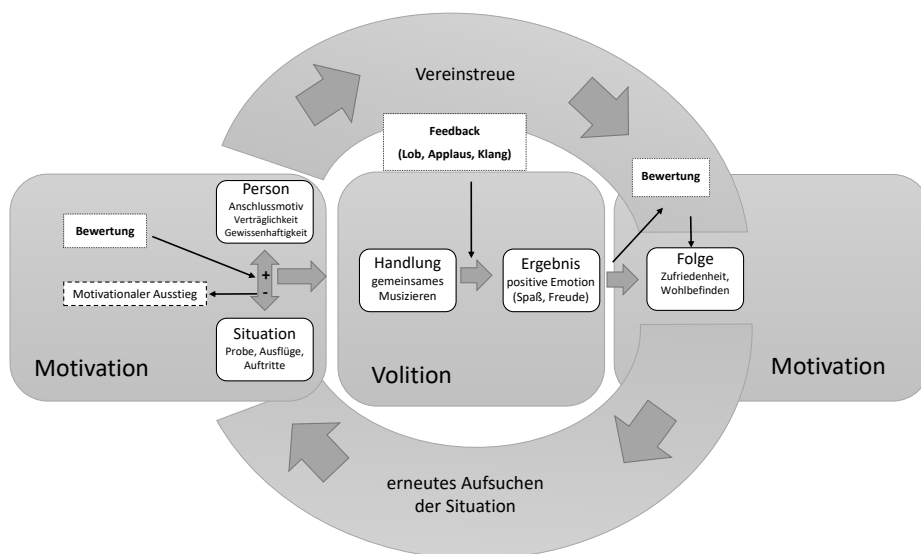 Vereinstreue
Feedback
(Lob, Applaus, Klang)
Person
Anschlussmotiv
Verträglichkeit
Gewissenhaftigkeit
Bewertung
+
-
Motivationaler Ausstieg
Situation
Probe, Ausflüge,
Auftritte
Motivation
Handlung
gemeinsames
Musizieren
Ergebnis
positive Emotion
(Spaß, Freude)
Volition
Bewertung
Folge
Zufriedenheit,
Wohlbefinden
Motivation
erneutes Aufsuchen
der Situation